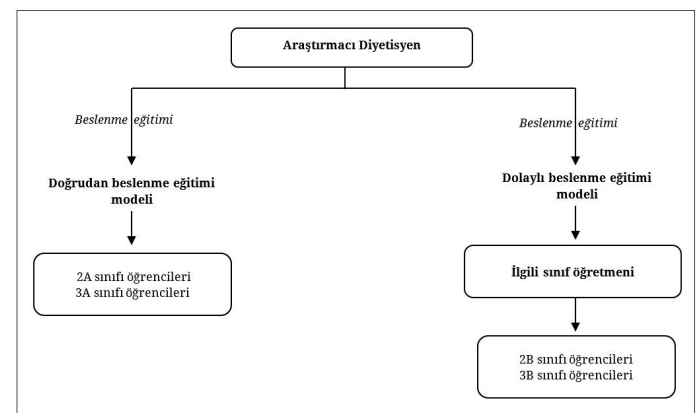 Araştırmacı Diyetisyen
Beslenme eğitimi
Beslenme eğitimi
Doğrudan beslenme eğitimi
modeli
Dolaylı beslenme eğitimi
modeli
2A sınıfı öğrencileri
3A sınıfı öğrencileri
İlgili sınıf öğretmeni
2B sınıfı öğrencileri
3B sınıfı öğrencileri